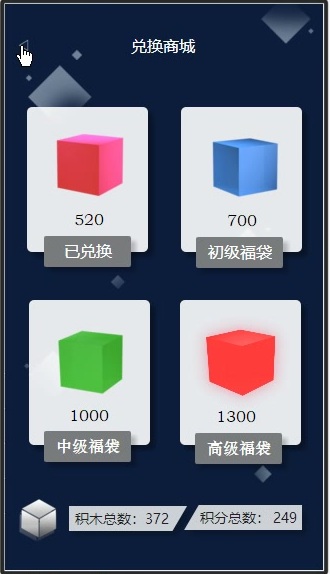 兑换商城
520
700
已兑换
初级福袋
1000
1300
中级福袋
高级福袋
积木总数：372
积分总数： 249